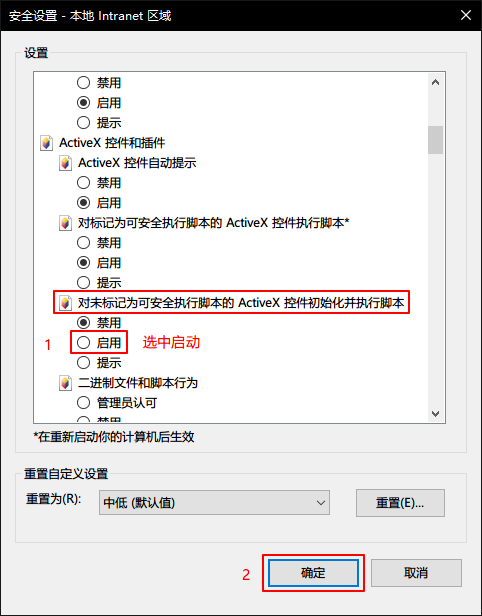 安全设置 - 本地 Intranet 区域
设置
禁用
启用
提示
ActiveX 控件和插件
ActiveX 控件自动提示
禁用
启用
对标记为可安全执行脚本的 ActiveX 控件执行脚本*
禁用
启用
提示
对未标记为可安全执行脚本的 ActiveX 控件初始化并执行脚本
禁用
1 启用 选中启动
提示
二进制文件和脚本行为
管理员认可
禁用
*在重新启动你的计算机后生效
重置自定义设置
重置为(R): 中低 (默认值) 重置(E)...
2 确定 取消